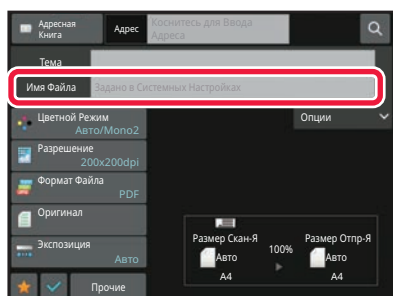 Адресная
Книга
Адрес
Коснитесь для Ввода
Адреса
Тема
Имя Файла
Задано в Системных Настройках
Цветной Режим
Авто/Mono2
Опции
Разрешение
200x200dpi
Формат Файла
PDF
Оригинал
Экспозиция
Авто
Размер Скан-Я
100%
Размер Отпр-Я
Авто
Авто
A4
A4
Прочие